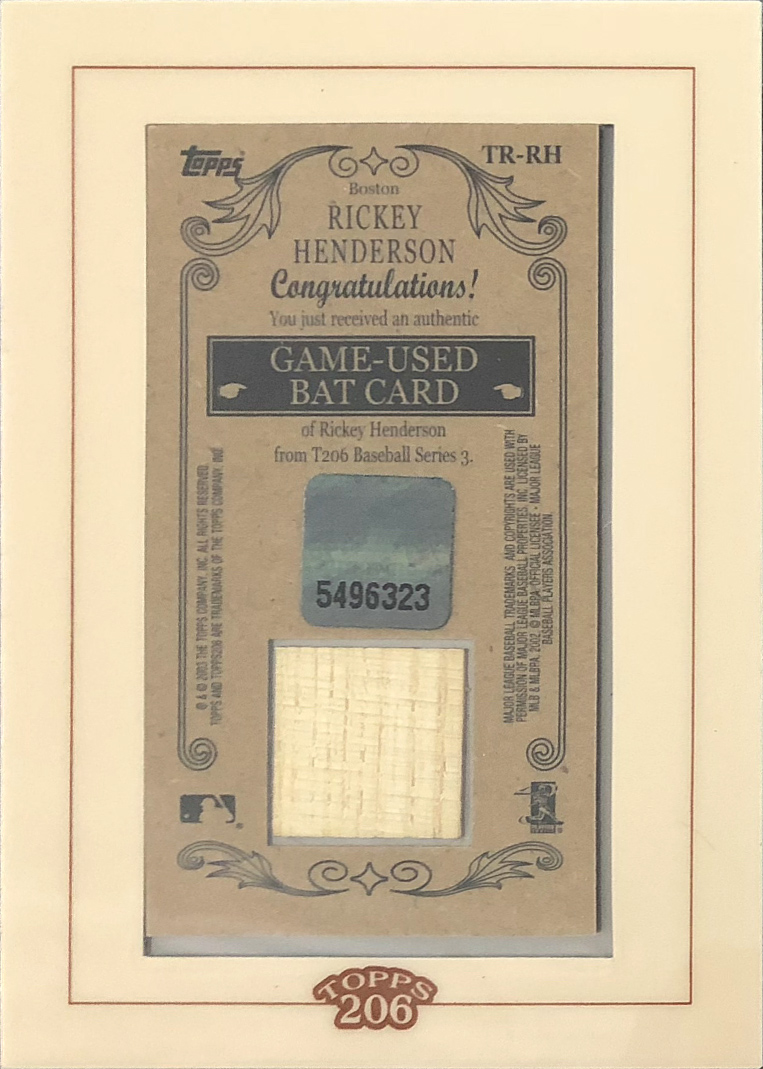 topps
TR-RH
Boston
RICKEY
HENDERSON
Congratulations!
You just received an authentic
GAME-USED
BAT CARD
of Rickey Henderson
from T206 Baseball Series 3.
5496323
® & © 2003 THE TOPPS COMPANY, INC. ALL RIGHTS RESERVED.
TOPPS AND TOPPS206 ARE TRADEMARKS OF THE TOPPS COMPANY, INC.
MAJOR LEAGUE BASEBALL TRADEMARKS AND COPYRIGHTS ARE USED WITH
PERMISSION OF MAJOR LEAGUE BASEBALL PROPERTIES, INC. LICENSED BY
MLB & MLBPA, 2002. © MLBPA-OFFICIAL LICENSEE - MAJOR LEAGUE
BASEBALL PLAYERS ASSOCIATION.
TOPPS
206